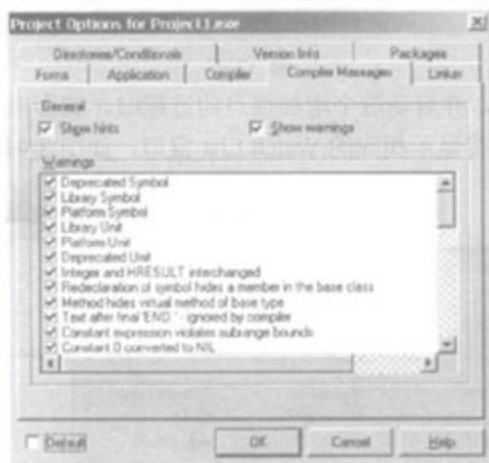 Project Options for Project1.exe
Directories/Conditionals Version Info Packages
Forms Application Compiler Compiler Messages Linker
General
Show hints Show warnings
Warnings
Deprecated Symbol
Library Symbol
Platform Symbol
Library Unit
Platform Unit
Deprecated Unit
Integer and HRESULT interchanged
Redeclaration of symbol hides a member in the base class
Method hides virtual method of base type
Text after final 'END.' - ignored by compiler
Constant expression violates subrange bounds
Constant 0 converted to NIL
Default OK Cancel Help